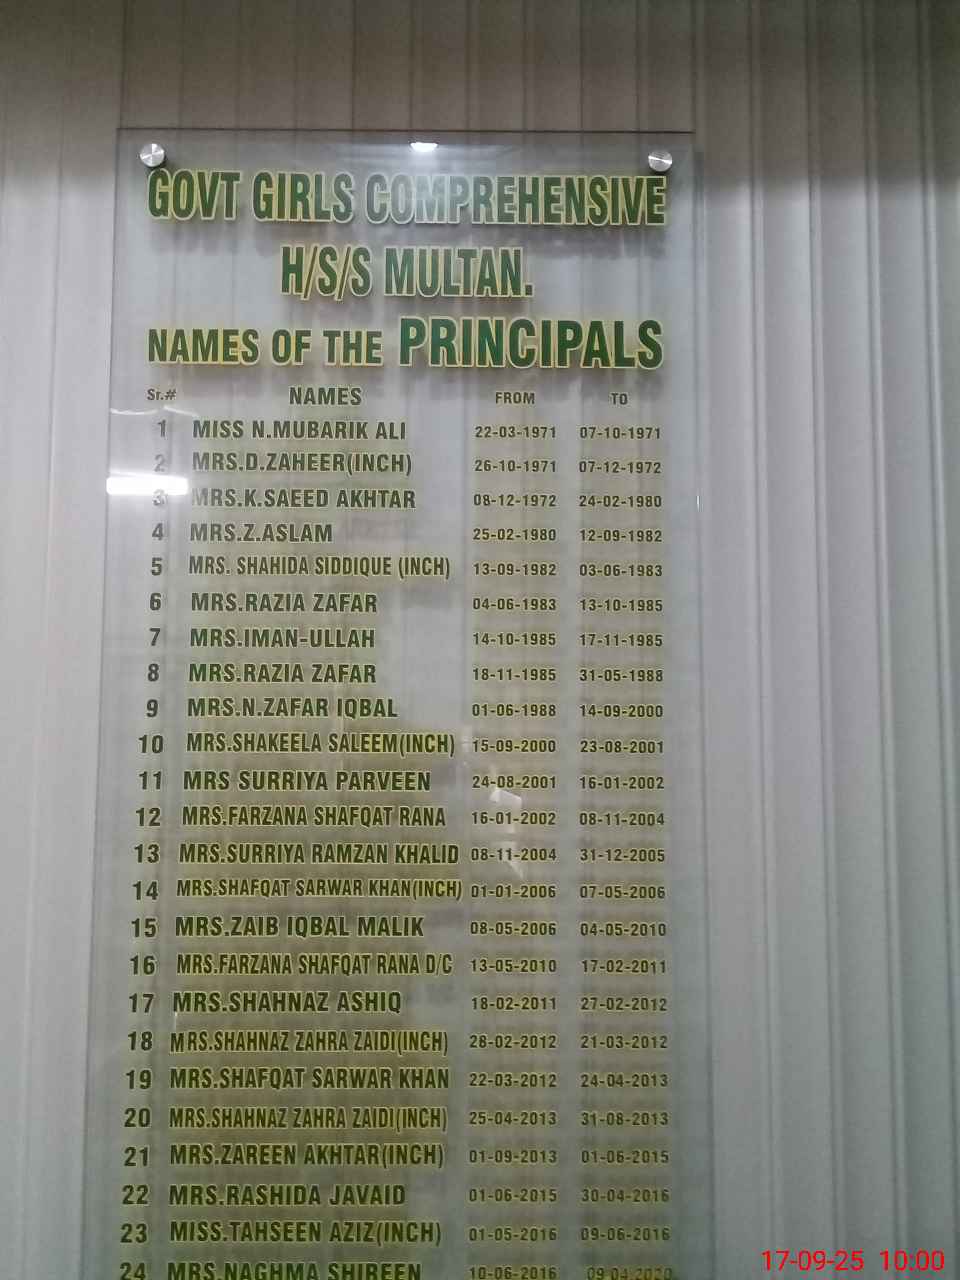 GOVT GIRLS COMPREHENSIVE
H/S/S MULTAN.
NAMES OF THE PRINCIPALS
Sr.# NAMES FROM TO
1 MISS N.MUBARIK ALI 22-03-1971 07-10-1971
2 MRS.D.ZAHEER(INCH) 26-10-1971 07-12-1972
3 MRS.K.SAEED AKHTAR 08-12-1972 24-02-1980
4 MRS.Z.ASLAM 25-02-1980 12-09-1982
5 MRS. SHAHIDA SIDDIQUE (INCH) 13-09-1982 03-06-1983
6 MRS.RAZIA ZAFAR 04-06-1983 13-10-1985
7 MRS.IMAN-ULLAH 14-10-1985 17-11-1985
8 MRS.RAZIA ZAFAR 18-11-1985 31-05-1988
9 MRS.N.ZAFAR IQBAL 01-06-1988 14-09-2000
10 MRS.SHAKEELA SALEEM(INCH) 15-09-2000 23-08-2001
11 MRS SURRIYA PARVEEN 24-08-2001 16-01-2002
12 MRS.FARZANA SHAFQAT RANA 16-01-2002 08-11-2004
13 MRS.SURRIYA RAMZAN KHALID 08-11-2004 31-12-2005
14 MRS.SHAFQAT SARWAR KHAN(INCH) 01-01-2006 07-05-2006
15 MRS.ZAIB IQBAL MALIK 08-05-2006 04-05-2010
16 MRS.FARZANA SHAFQAT RANA D/C 13-05-2010 17-02-2011
17 MRS.SHAHNAZ ASHIQ 18-02-2011 27-02-2012
18 MRS.SHAHNAZ ZAHRA ZAIDI(INCH) 28-02-2012 21-03-2012
19 MRS.SHAFQAT SARWAR KHAN 22-03-2012 24-04-2013
20 MRS.SHAHNAZ ZAHRA ZAIDI(INCH) 25-04-2013 31-08-2013
21 MRS.ZAREEN AKHTAR(INCH) 01-09-2013 01-06-2015
22 MRS.RASHIDA JAVAID 01-06-2015 30-04-2016
23 MISS.TAHSEEN AZIZ(INCH) 01-05-2016 09-06-2016
24 MRS.NAGHMA SHIREEN 10-06-2016 09.04.2020
17-09-25 10:00